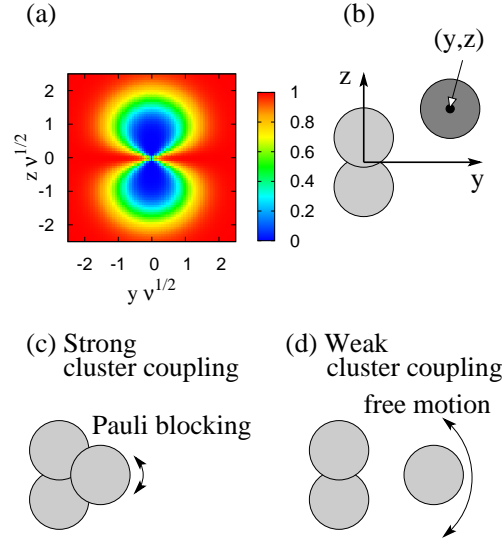 (a)
2
1
0
-1
-2
z ν^{1/2}
-2 -1 0 1 2
y ν^{1/2}
1
0.8
0.6
0.4
0.2
0
(b)
(y,z)
z
y
(c) Strong
cluster coupling
Pauli blocking
(d) Weak
cluster coupling
free motion